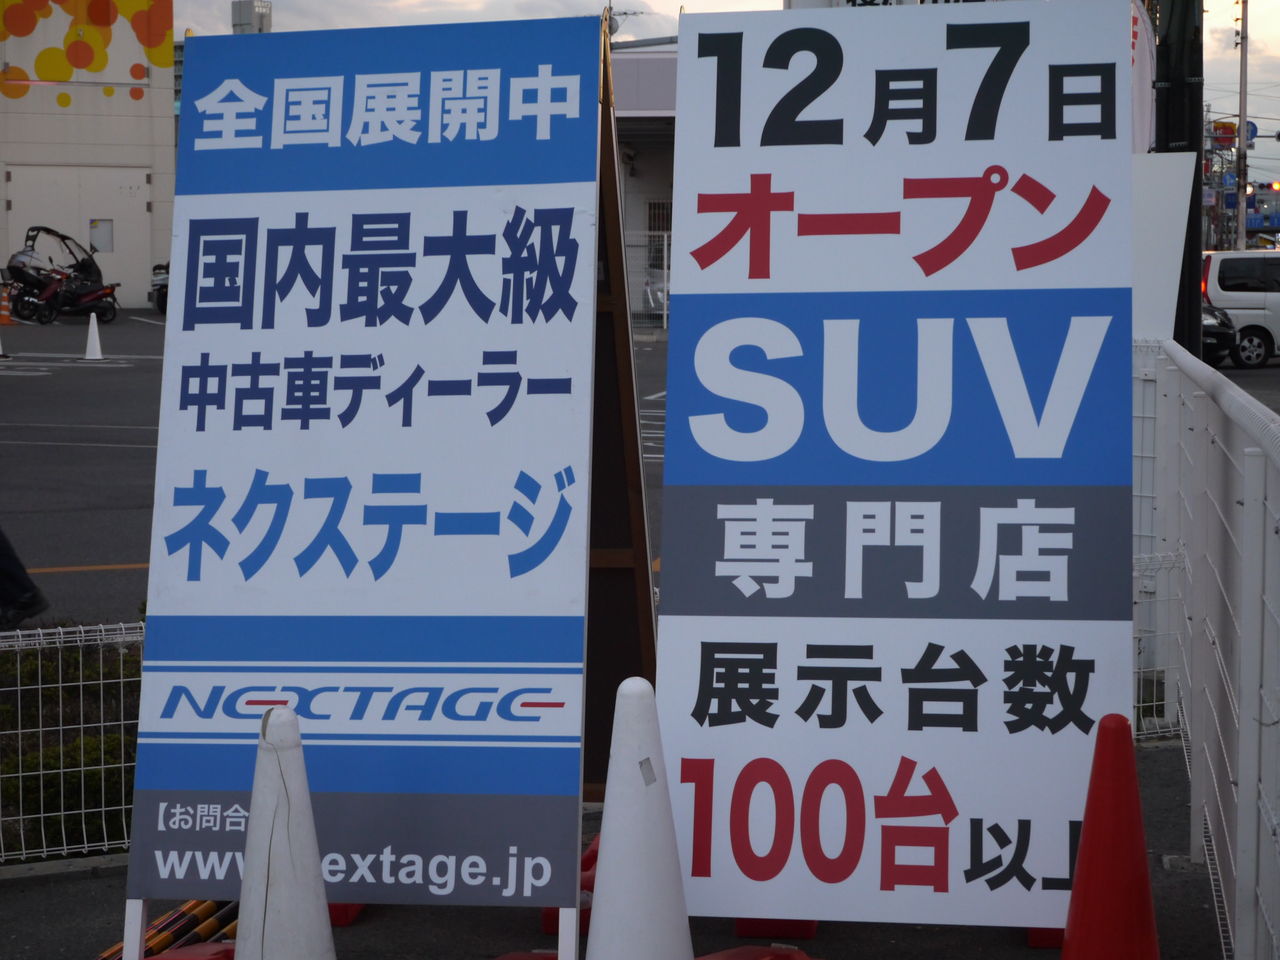 全国展開中
国内最大級
中古車ディーラー
ネクステージ
NEXTAGE
【お問合
www.nextage.jp
12月7日
オープン
SUV
専門店
展示台数
100台以上